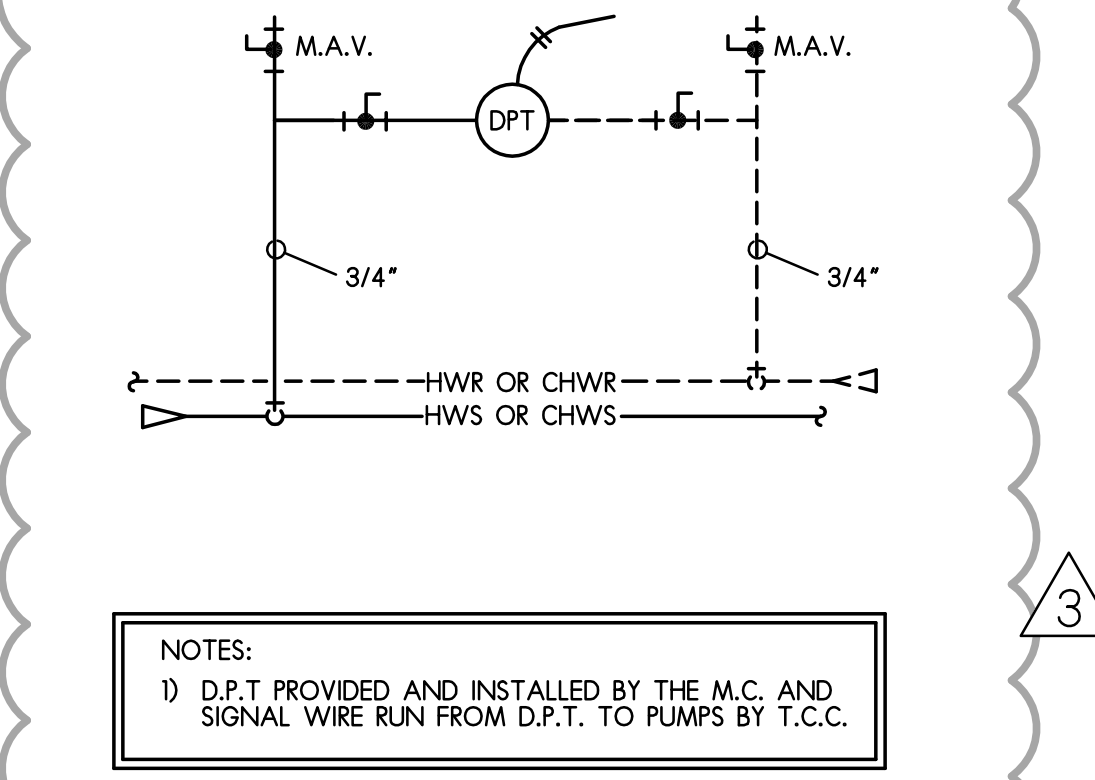 M.A.V.
M.A.V.
DPT
3/4"
3/4"
HWR OR CHWR
HWS OR CHWS
3
NOTES:
1) D.P.T PROVIDED AND INSTALLED BY THE M.C. AND
SIGNAL WIRE RUN FROM D.P.T. TO PUMPS BY T.C.C.